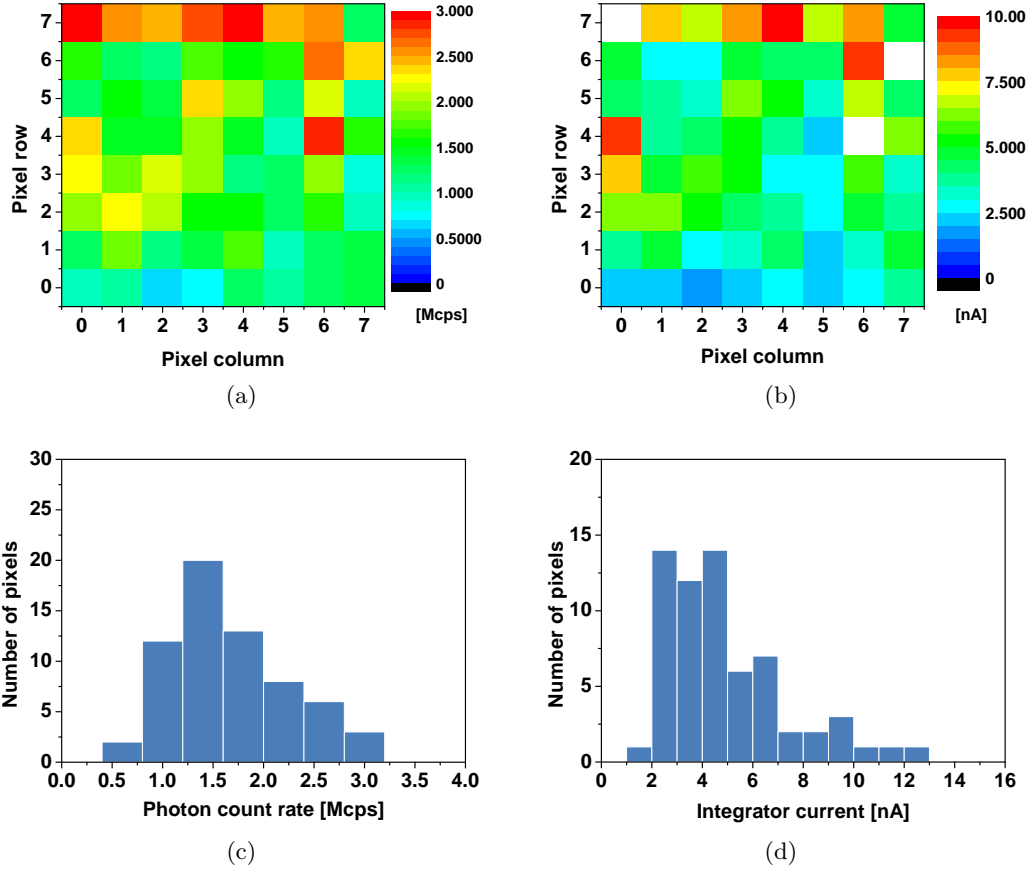 7
6
5
4
3
2
1
0
Pixel row
0 1 2 3 4 5 6 7
Pixel column
3.000
2.500
2.000
1.500
1.000
0.5000
0
[Mcps]
(a)
7
6
5
4
3
2
1
0
Pixel row
0 1 2 3 4 5 6 7
Pixel column
10.00
7.500
5.000
2.500
0
[nA]
(b)
30
25
20
15
10
5
0
Number of pixels
0.0 0.5 1.0 1.5 2.0 2.5 3.0 3.5 4.0
Photon count rate [Mcps]
(c)
20
15
10
5
0
Number of pixels
0 2 4 6 8 10 12 14 16
Integrator current [nA]
(d)